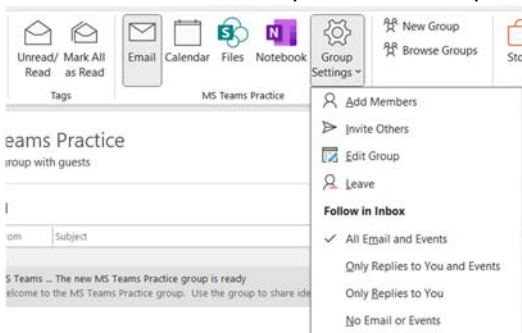 Unread/ Mark All Email Calendar Files Notebook Group
Read as Read Settings
New Group
Browse Groups
Tags MS Teams Practice
Add Members
Invite Others
Edit Group
Leave
Follow in Inbox
All Email and Events
Only Replies to You and Events
Only Replies to You
No Email or Events
eams Practice
group with guests
Subject
S Teams ... The new MS Teams Practice group is ready
elcome to the MS Teams Practice group. Use the group to share ide